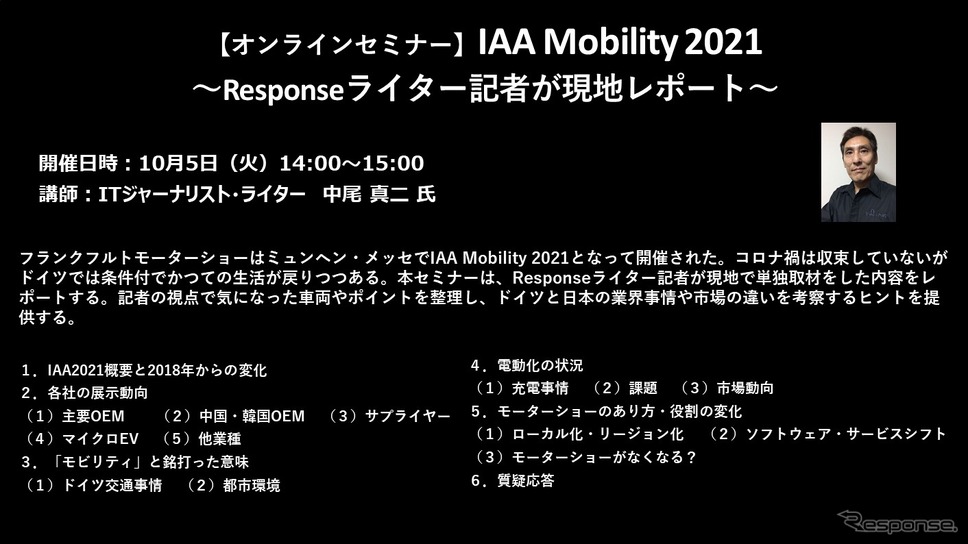 【オンラインセミナー】IAA Mobility 2021
～Responseライター記者が現地レポート～
開催日時：10月5日（火）14:00～15:00
講師：ITジャーナリスト・ライター　中尾 真二 氏
フランクフルトモーターショーはミュンヘン・メッセでIAA Mobility 2021となって開催された。コロナ禍は収束していないが
ドイツでは条件付でかつての生活が戻りつつある。本セミナーは、Responseライター記者が現地で単独取材をした内容をレ
ポートする。記者の視点で気になった車両やポイントを整理し、ドイツと日本の業界事情や市場の違いを考察するヒントを提
供する。
１．IAA2021概要と2018年からの変化
２．各社の展示動向
（１）主要OEM　（２）中国・韓国OEM　（３）サプライヤー
（４）マイクロEV　（５）他業種
３．「モビリティ」と銘打った意味
（１）ドイツ交通事情　（２）都市環境
４．電動化の状況
（１）充電事情　（２）課題　（３）市場動向
５．モーターショーのあり方・役割の変化
（１）ローカル化・リージョン化　（２）ソフトウェア・サービスシフト
（３）モーターショーがなくなる？
６．質疑応答
Response.